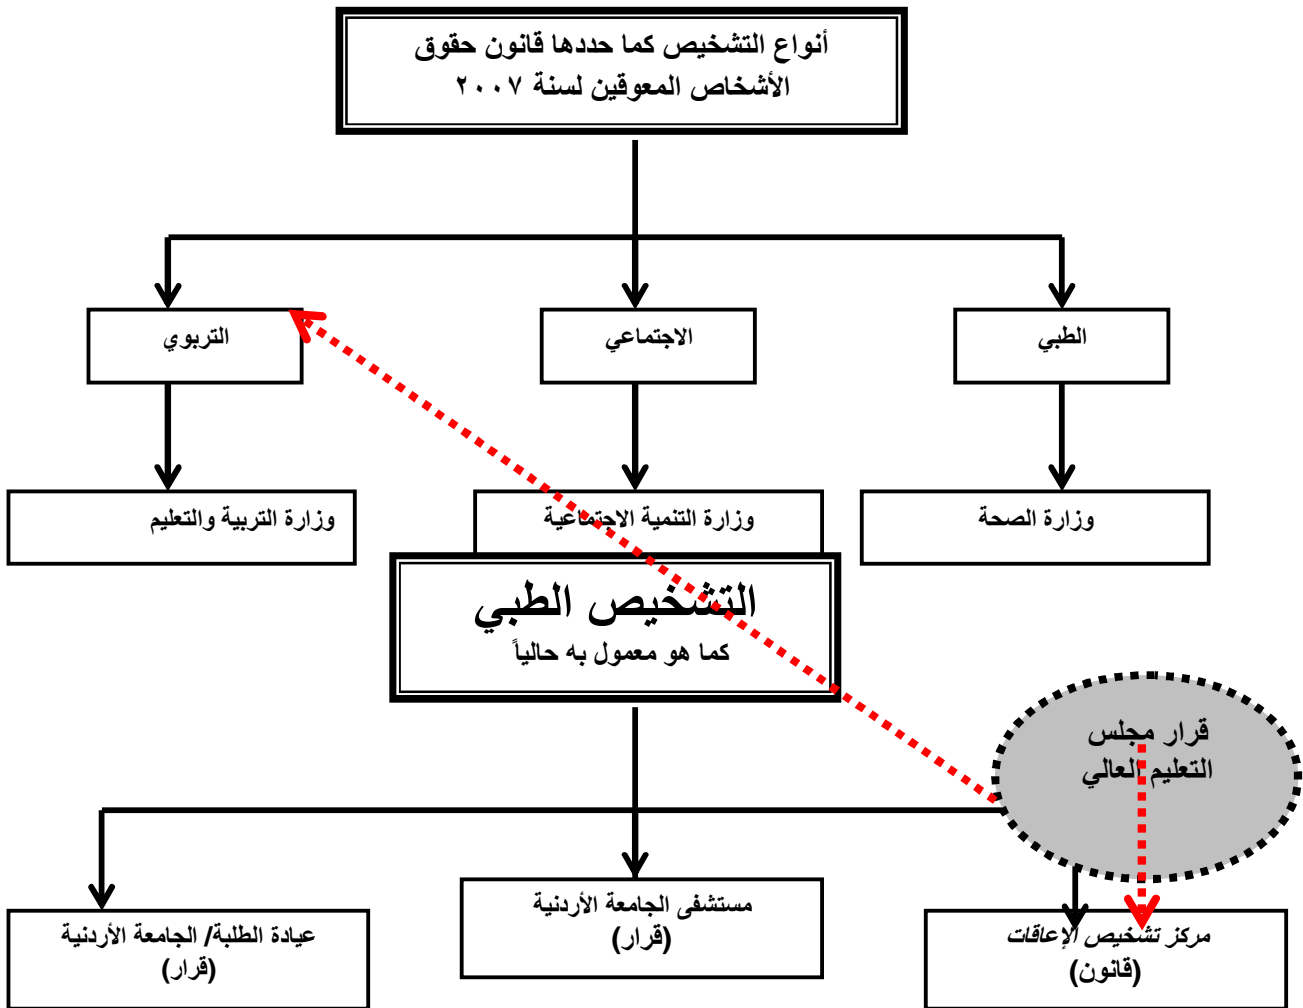 أنواع التشخيص كما حددها قانون حقوق
الأشخاص المعوقين لسنة ٢٠٠٧
الطبي
الاجتماعي
التربوي
وزارة الصحة
وزارة التنمية الاجتماعية
وزارة التربية والتعليم
التشخيص الطبي
كما هو معمول به حالياً
قرار مجلس
التعليم العالي
مركز تشخيص الإعاقات
(قانون)
مستشفى الجامعة الأردنية
(قرار)
عيادة الطلبة/ الجامعة الأردنية
(قرار)